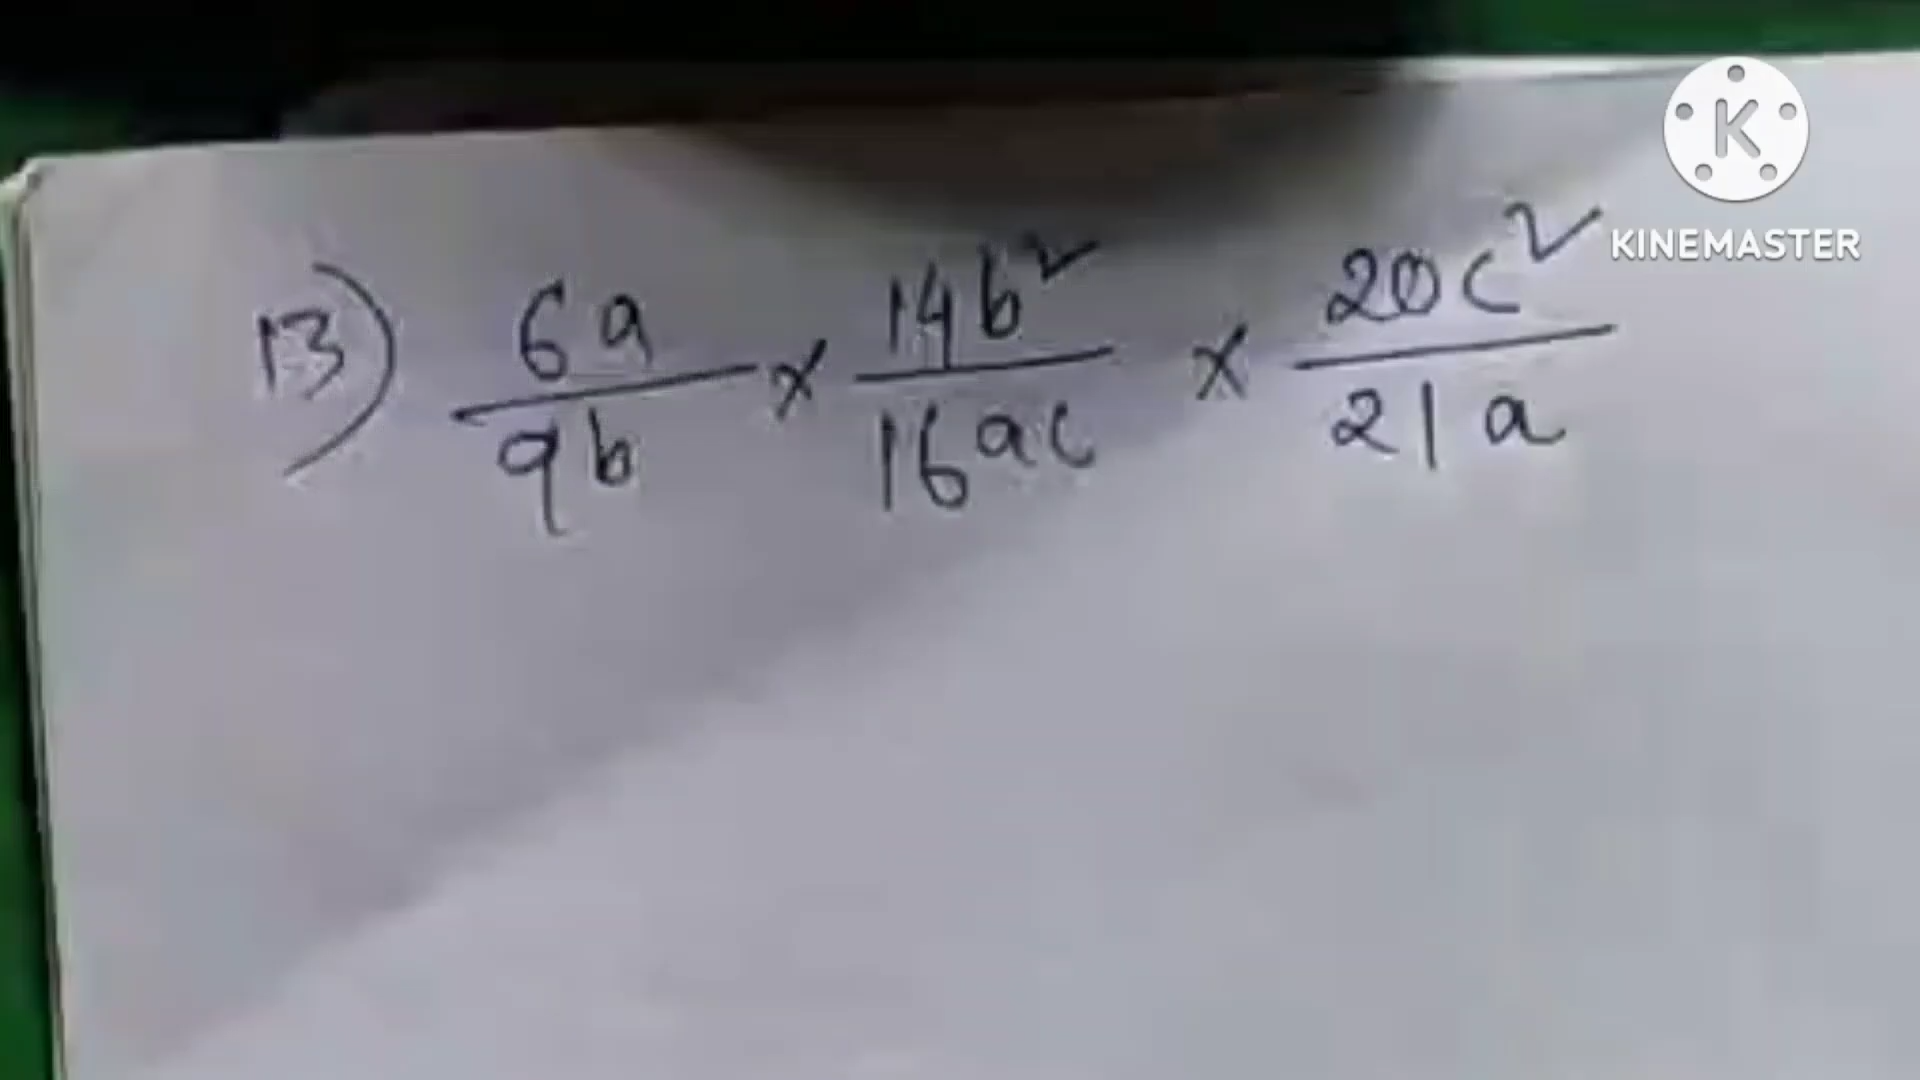 13) 6a/9b × 14b²/16ac × 20c²/21a
K
KINEMASTER